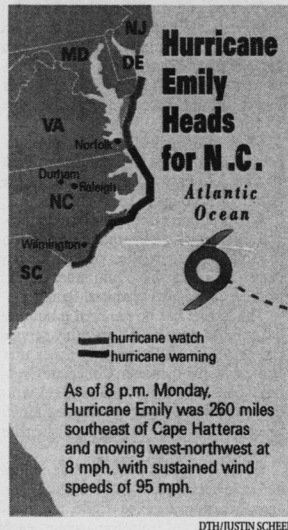 NJ
Hurricane
Emily
Heads
for N.C.
MD
DE
VA
Norfolk
Atlantic
Ocean
Durham
Raleigh
NC
Wilmington
SC
hurricane watch
hurricane warning
As of 8 p.m. Monday,
Hurricane Emily was 260 miles
southeast of Cape Hatteras
and moving west-northwest at
8 mph, with sustained wind
speeds of 95 mph.
DTH/JUSTIN SCHEE